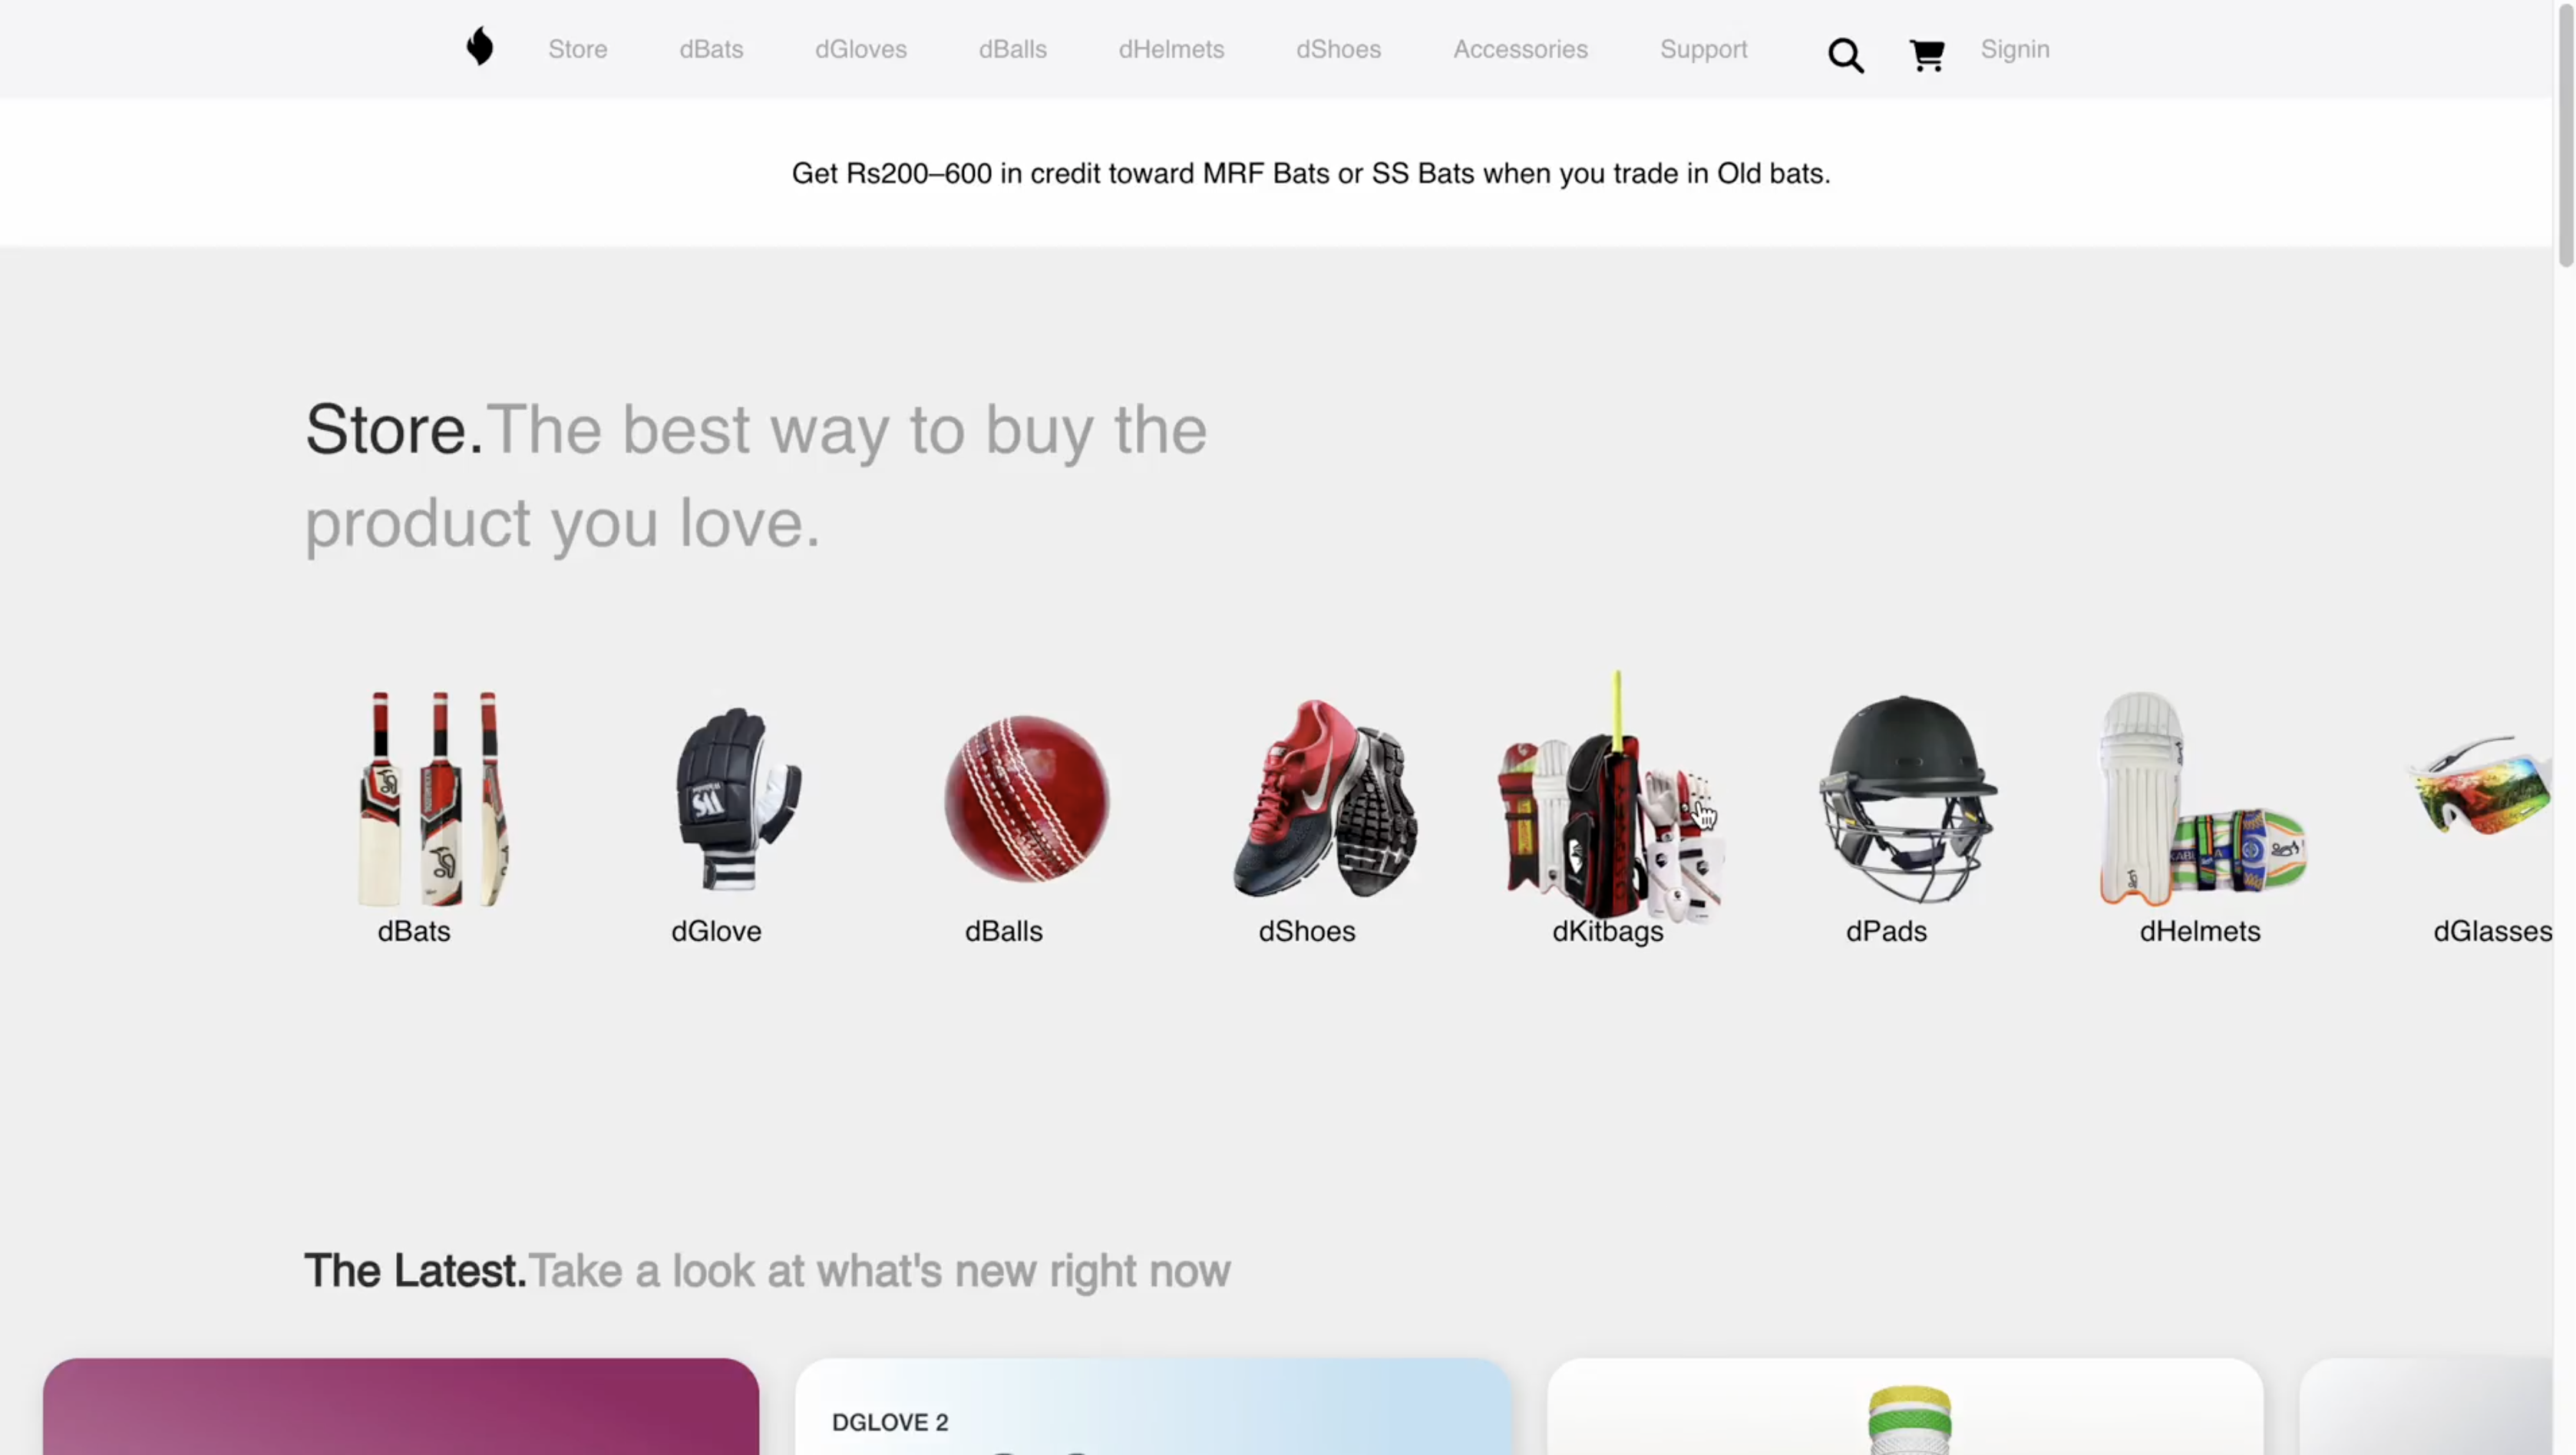 Store dBats dGloves dBalls dHelmets dShoes Accessories Support Signin
Get Rs200–600 in credit toward MRF Bats or SS Bats when you trade in Old bats.
Store.The best way to buy the
product you love.
dBats dGlove dBalls dShoes dKitbags dPads dHelmets dGlasses
The Latest.Take a look at what's new right now
DGLOVE 2